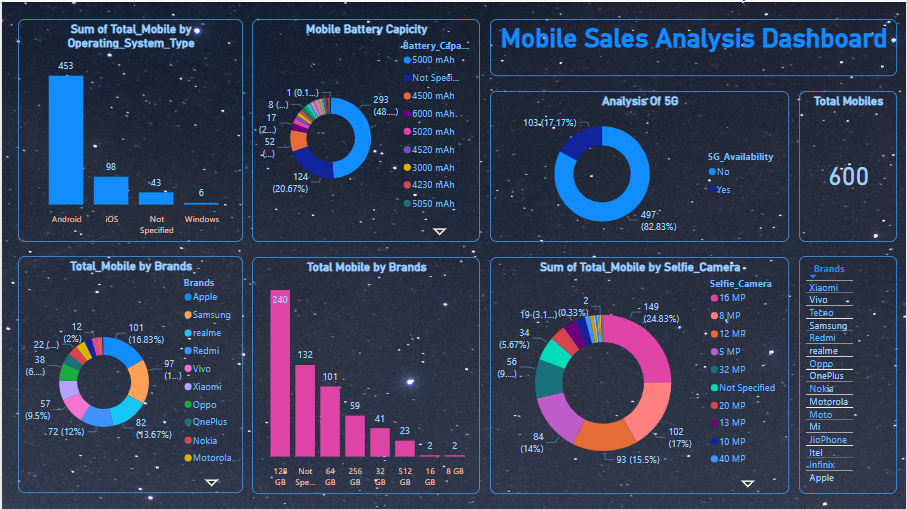 Mobile Sales Analysis Dashboard
Sum of Total_Mobile by
Operating_System_Type
453
98
43
6
Android
iOS
Not
Specified
Windows
Mobile Battery Capicity
1 (0.1...)
8 (...)
17
(2...)
52
(...)
124
(20.67%)
293
(48....)
Battery_Capa...
5000 mAh
Not Speci...
4500 mAh
6000 mAh
5020 mAh
4520 mAh
3000 mAh
4230 mAh
5050 mAh
Analysis Of 5G
103 (17.17%)
497
(82.83%)
5G_Availability
No
Yes
Total Mobiles
600
Total_Mobile by Brands
12
(2%)
22 (...)
38
(6....)
57
(9.5%)
72 (12%)
82
(13.67%)
97
(1...)
101
(16.83%)
Brands
Apple
Samsung
realme
Redmi
Vivo
Xiaomi
Oppo
OnePlus
Nokia
Motorola
Total Mobile by Brands
240
132
101
59
41
23
2
2
128
GB
Not
Spe...
64
GB
256
GB
32
GB
512
GB
16
GB
8 GB
Sum of Total_Mobile by Selfie_Camera
2
(0.33%)
19 (3.1...)
34
(5.67%)
56
(9....)
84
(14%)
93 (15.5%)
102
(17%)
149
(24.83%)
Selfie_Camera
16 MP
8 MP
12 MP
5 MP
32 MP
Not Specified
20 MP
13 MP
10 MP
40 MP
Brands
Xiaomi
Vivo
Tecno
Samsung
Redmi
realme
Oppo
OnePlus
Nokia
Motorola
Moto
Mi
JioPhone
Itel
Infinix
Apple